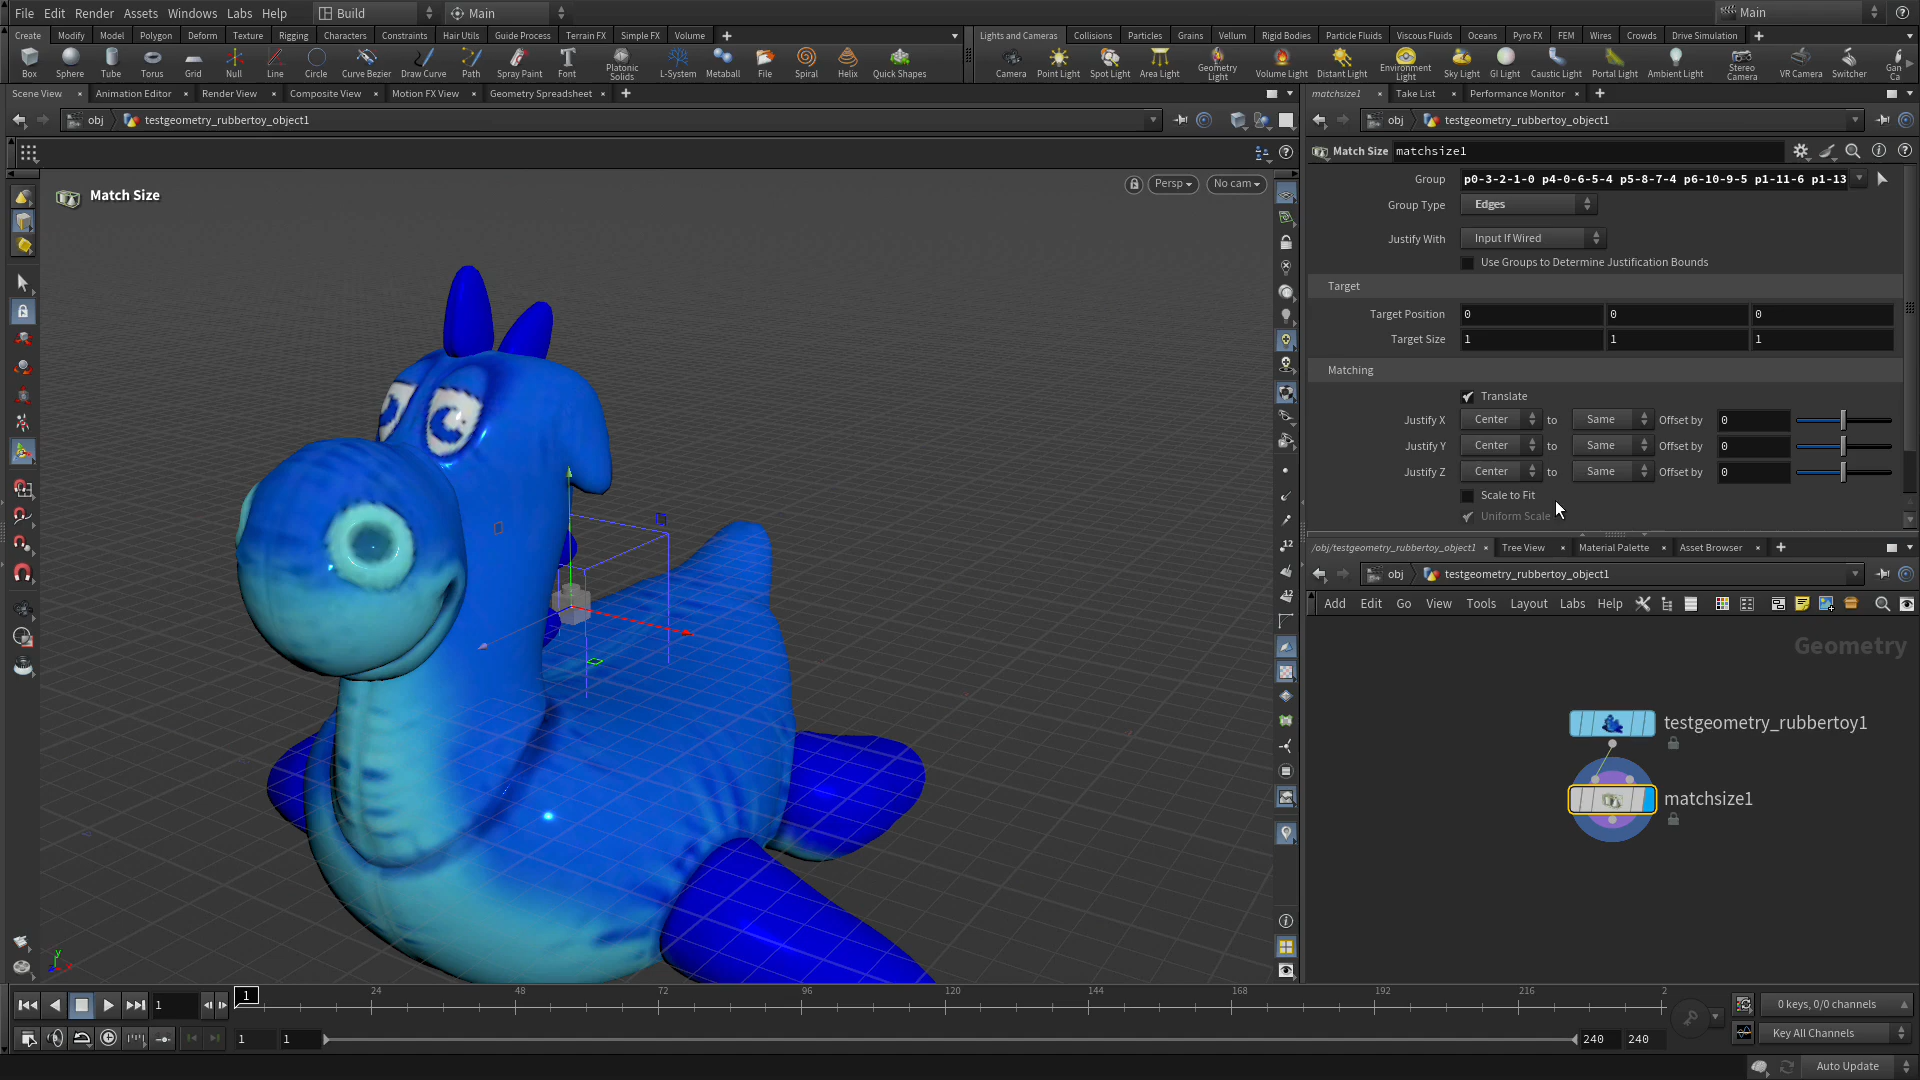 File Edit Render Assets Windows Labs Help Build Main Main
Create Modify Model Polygon Deform Texture Rigging Characters Constraints Hair Utils Guide Process Terrain FX Simple FX Volume
Lights and Cameras Collisions Particles Grains Vellum Rigid Bodies Particle Fluids Viscous Fluids Oceans Pyro FX FEM Wires Crowds Drive Simulation
Box Sphere Tube Torus Grid Null Line Circle Curve Bezier Draw Curve Path Spray Paint Font Platonic Solids L-System Metaball File Spiral Helix Quick Shapes
Camera Point Light Spot Light Area Light Geometry Light Volume Light Distant Light Environment Light Sky Light GI Light Caustic Light Portal Light Ambient Light Stereo Camera VR Camera Switcher Gan Ca
Scene View Animation Editor Render View Composite View Motion FX View Geometry Spreadsheet
matchsize1 Take List Performance Monitor
obj testgeometry_rubbertoy_object1
obj testgeometry_rubbertoy_object1
Match Size matchsize1
Match Size
Persp No cam
Group p0-3-2-1-0 p4-0-6-5-4 p5-8-7-4 p6-10-9-5 p1-11-6 p1-13
Group Type Edges
Justify With Input If Wired
Use Groups to Determine Justification Bounds
Target
Target Position 0 0 0
Target Size 1 1 1
Matching
Translate
Justify X Center to Same Offset by 0
Justify Y Center to Same Offset by 0
Justify Z Center to Same Offset by 0
Scale to Fit
Uniform Scale
/obj/testgeometry_rubbertoy_object1 Tree View Material Palette Asset Browser
obj testgeometry_rubbertoy_object1
Add Edit Go View Tools Layout Labs Help
Geometry
testgeometry_rubbertoy1
matchsize1
12
12
y
x
1 1 24 48 72 96 120 144 168 192 216 2
0 keys, 0/0 channels
1 1 240 240
Key All Channels
Auto Update